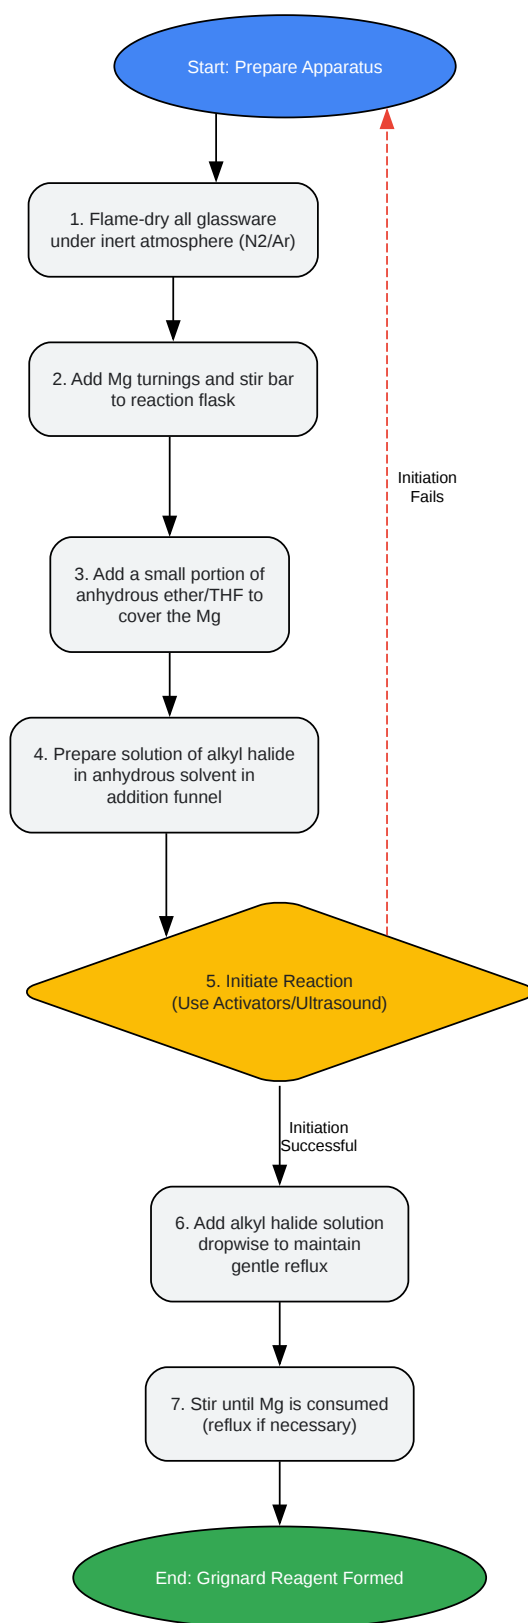 Start: Prepare Apparatus
1. Flame-dry all glassware
under inert atmosphere (N2/Ar)
2. Add Mg turnings and stir bar
to reaction flask
Initiation
Fails
3. Add a small portion of
anhydrous ether/THF to
cover the Mg
4. Prepare solution of alkyl halide
in anhydrous solvent in
addition funnel
5. Initiate Reaction
(Use Activators/Ultrasound)
Initiation
Successful
6. Add alkyl halide solution
dropwise to maintain
gentle reflux
7. Stir until Mg is consumed
(reflux if necessary)
End: Grignard Reagent Formed